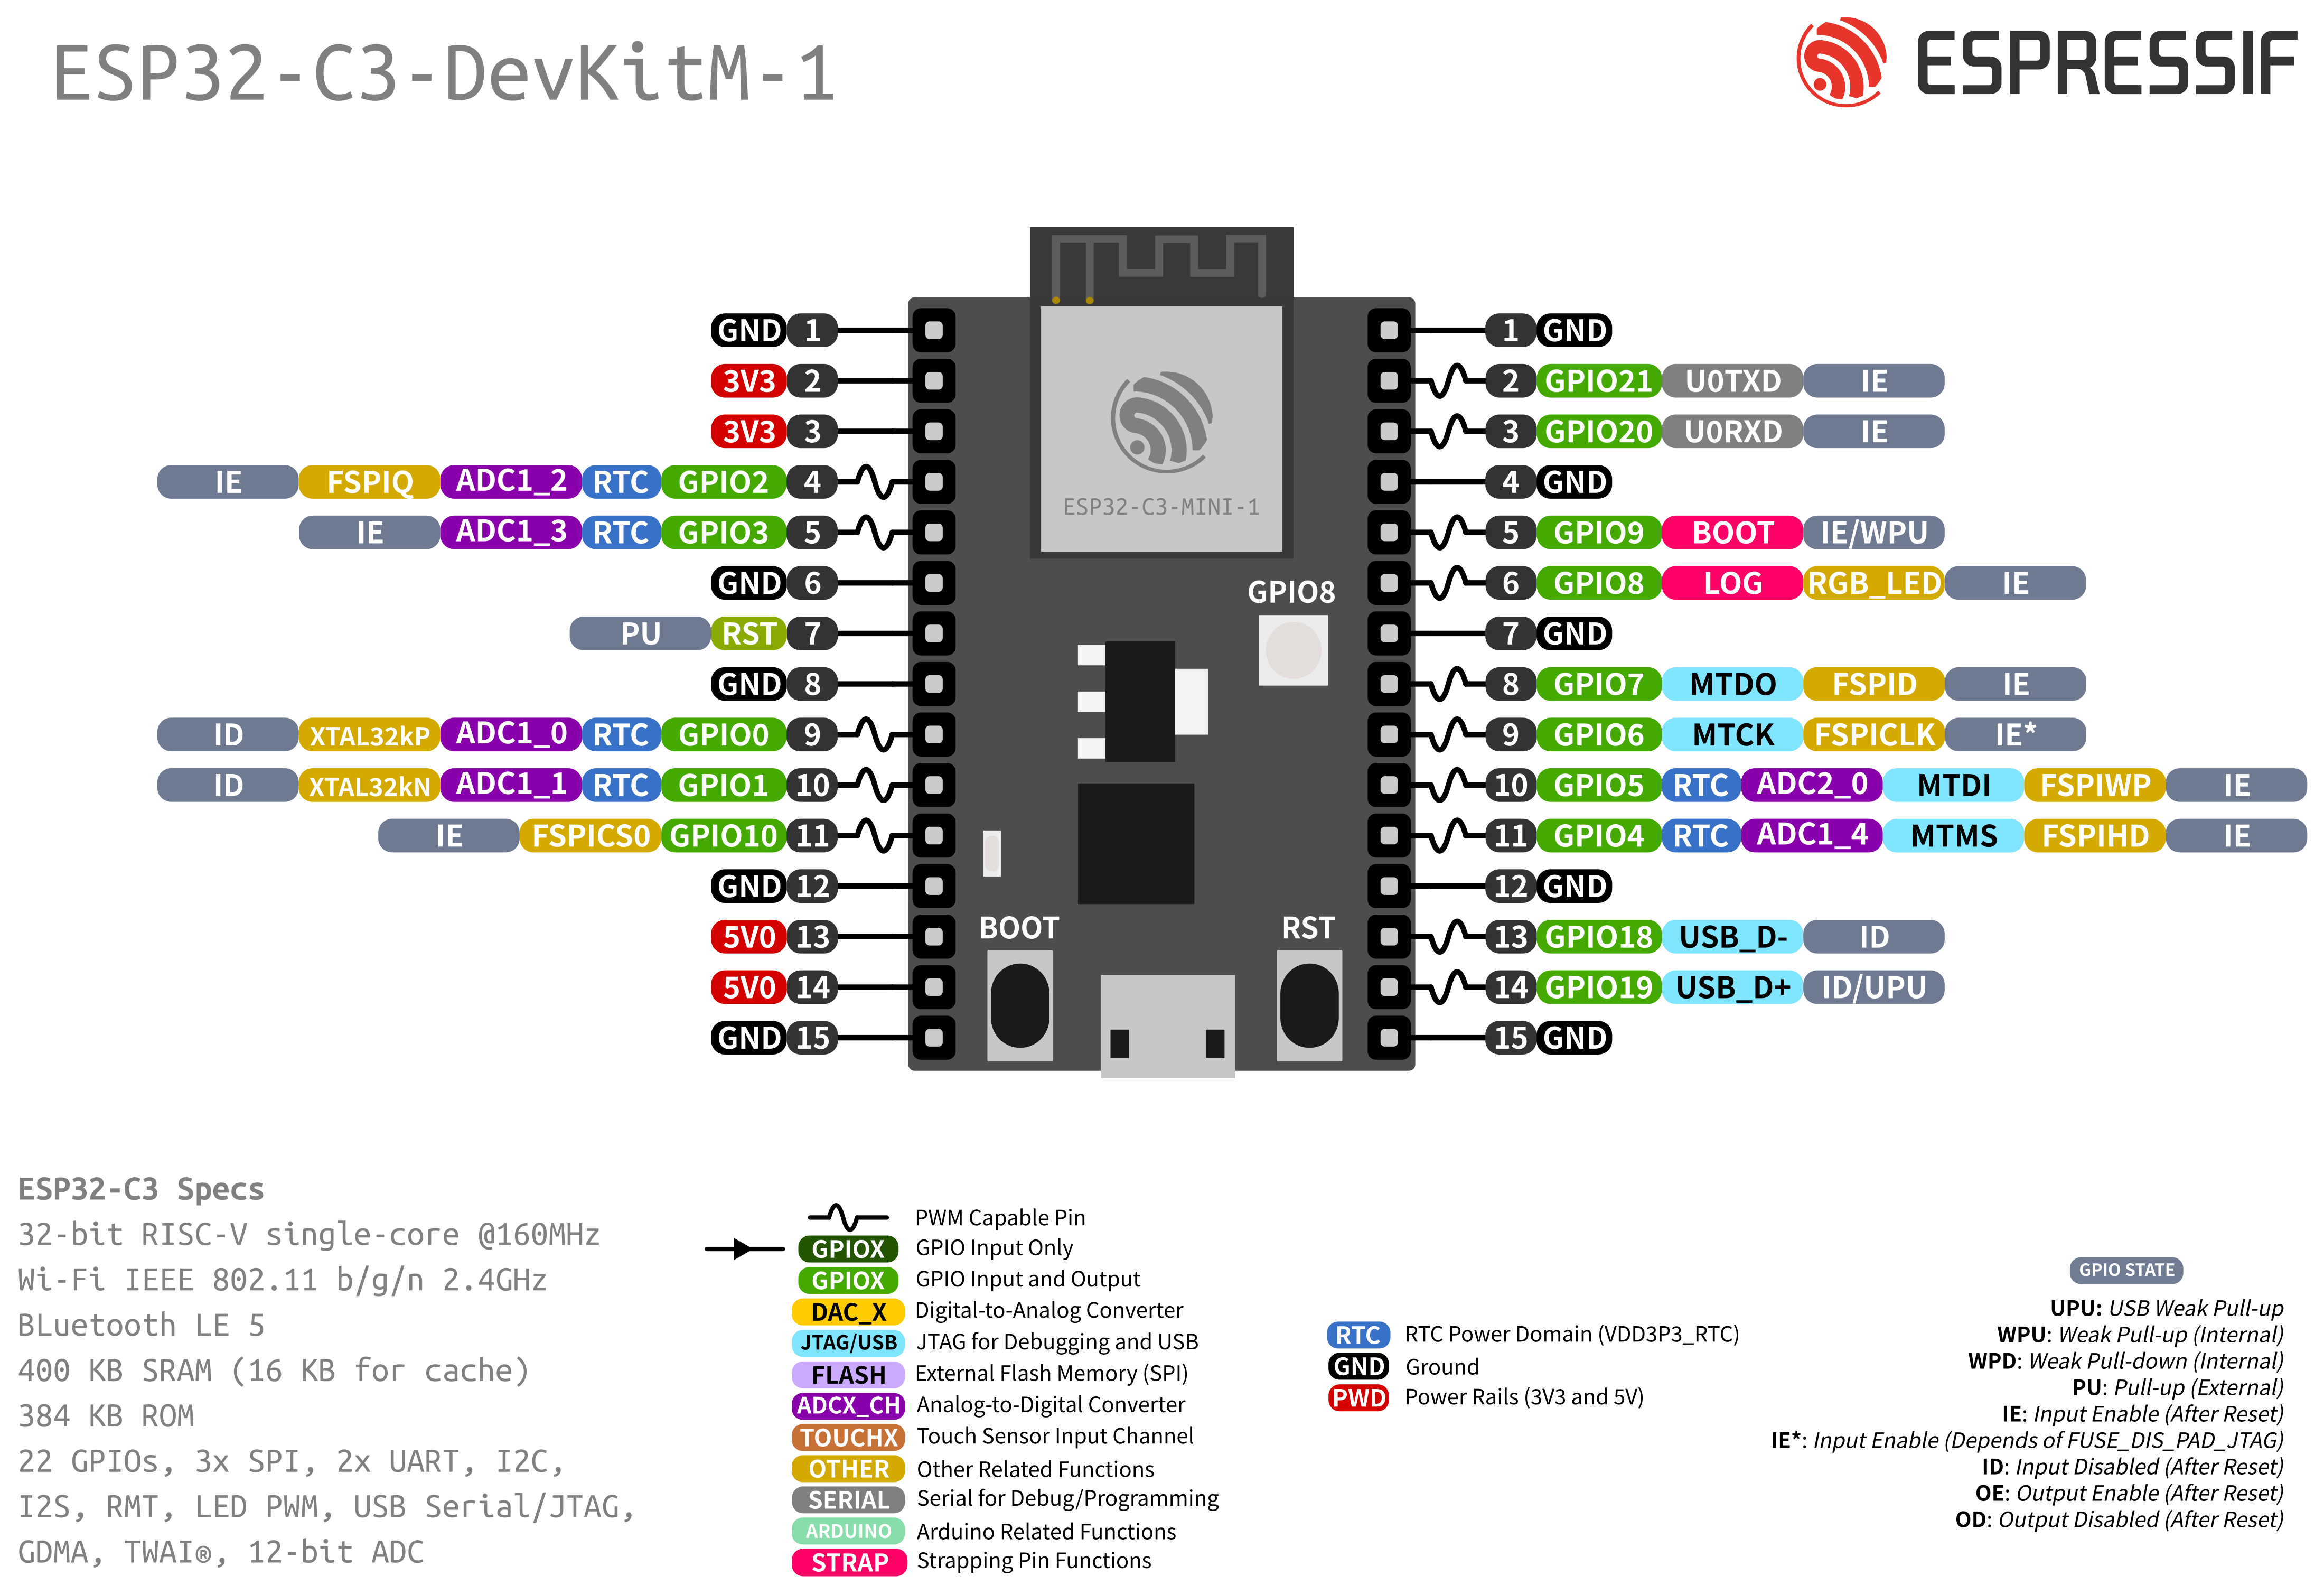 ESP32-C3-DevKitM-1
ESPRESSIF
GND 1
3V3 2
3V3 3
IE FSPIQ ADC1_2 RTC GPIO2 4
IE ADC1_3 RTC GPIO3 5
GND 6
PU RST 7
GND 8
ID XTAL32kP ADC1_0 RTC GPIO0 9
ID XTAL32kN ADC1_1 RTC GPIO1 10
IE FSPICS0 GPIO10 11
GND 12
5V0 13
5V0 14
GND 15
ESP32-C3-MINI-1
GPIO8
BOOT
RST
1 GND
2 GPIO21 U0TXD IE
3 GPIO20 U0RXD IE
4 GND
5 GPIO9 BOOT IE/WPU
6 GPIO8 LOG RGB_LED IE
7 GND
8 GPIO7 MTDO FSPID IE
9 GPIO6 MTCK FSPICLK IE*
10 GPIO5 RTC ADC2_0 MTDI FSPIWP IE
11 GPIO4 RTC ADC1_4 MTMS FSPIHD IE
12 GND
13 GPIO18 USB_D- ID
14 GPIO19 USB_D+ ID/UPU
15 GND
ESP32-C3 Specs
32-bit RISC-V single-core @160MHz
Wi-Fi IEEE 802.11 b/g/n 2.4GHz
BLuetooth LE 5
400 KB SRAM (16 KB for cache)
384 KB ROM
22 GPIOs, 3x SPI, 2x UART, I2C,
I2S, RMT, LED PWM, USB Serial/JTAG,
GDMA, TWAI®, 12-bit ADC
PWM Capable Pin
GPIOX GPIO Input Only
GPIOX GPIO Input and Output
DAC_X Digital-to-Analog Converter
JTAG/USB JTAG for Debugging and USB
FLASH External Flash Memory (SPI)
ADCX_CH Analog-to-Digital Converter
TOUCHX Touch Sensor Input Channel
OTHER Other Related Functions
SERIAL Serial for Debug/Programming
ARDUINO Arduino Related Functions
STRAP Strapping Pin Functions
RTC RTC Power Domain (VDD3P3_RTC)
GND Ground
PWD Power Rails (3V3 and 5V)
GPIO STATE
UPU: USB Weak Pull-up
WPU: Weak Pull-up (Internal)
WPD: Weak Pull-down (Internal)
PU: Pull-up (External)
IE: Input Enable (After Reset)
IE*: Input Enable (Depends of FUSE_DIS_PAD_JTAG)
ID: Input Disabled (After Reset)
OE: Output Enable (After Reset)
OD: Output Disabled (After Reset)